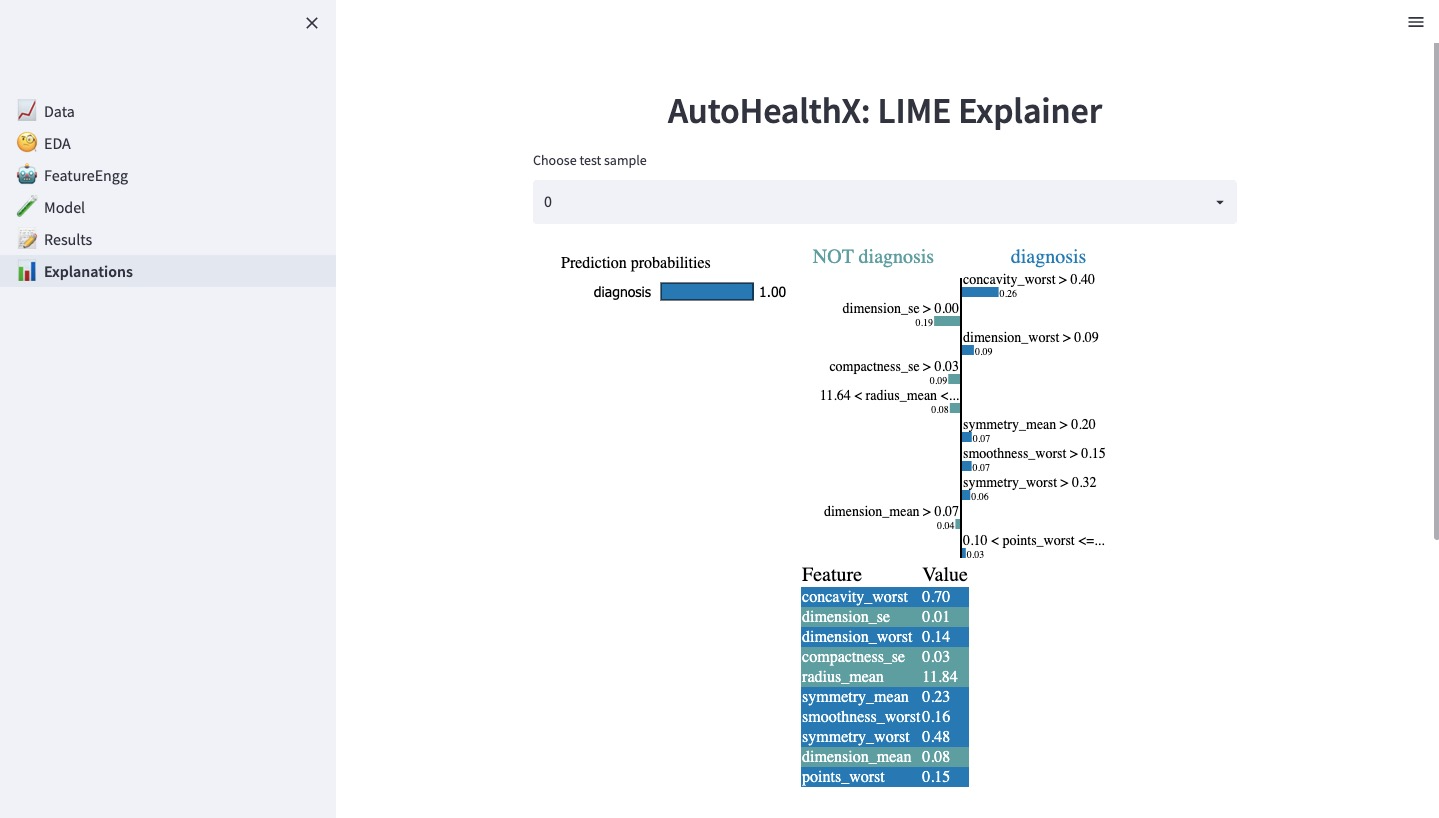 Data
EDA
FeatureEngg
Model
Results
Explanations
AutoHealthX: LIME Explainer
Choose test sample
0
Prediction probabilities
diagnosis 1.00
NOT diagnosis diagnosis
concavity_worst > 0.40
0.26
dimension_se > 0.00
0.19
dimension_worst > 0.09
0.09
compactness_se > 0.03
0.09
11.64 < radius_mean <...
0.08
symmetry_mean > 0.20
0.07
smoothness_worst > 0.15
0.07
symmetry_worst > 0.32
0.06
dimension_mean > 0.07
0.04
0.10 < points_worst <=...
0.03
Feature Value
concavity_worst 0.70
dimension_se 0.01
dimension_worst 0.14
compactness_se 0.03
radius_mean 11.84
symmetry_mean 0.23
smoothness_worst 0.16
symmetry_worst 0.48
dimension_mean 0.08
points_worst 0.15